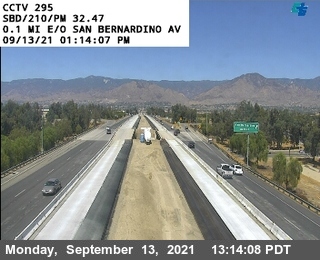 CCTV 295
SBD/210/PM 32.47
0.1 MI E/O SAN BERNARDINO AV
09/13/21 01:14:07 PM
Monday, September 13, 2021 13:14:08 PDT